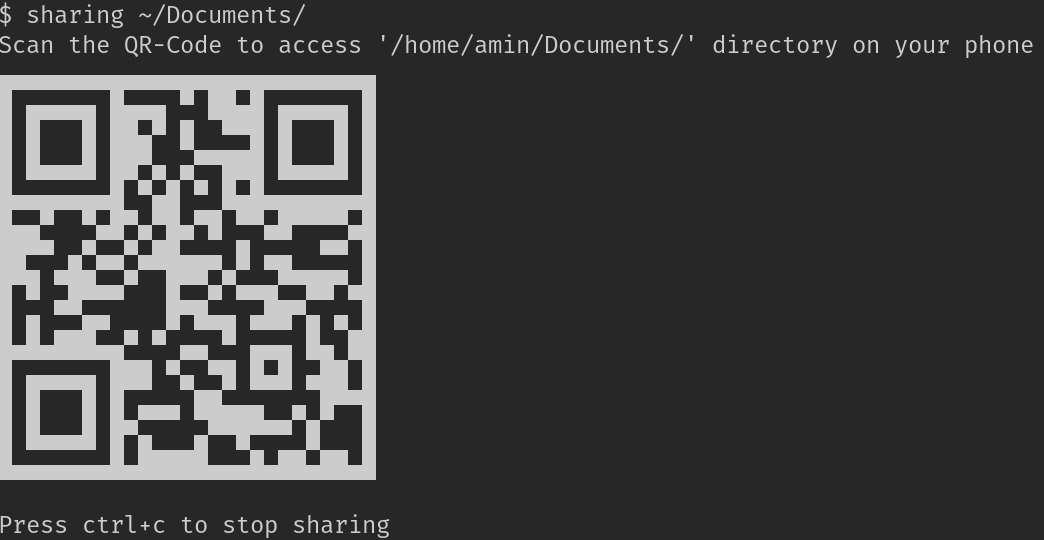 $ sharing ~/Documents/
Scan the QR-Code to access '/home/amin/Documents/' directory on your phone
Press ctrl+c to stop sharing